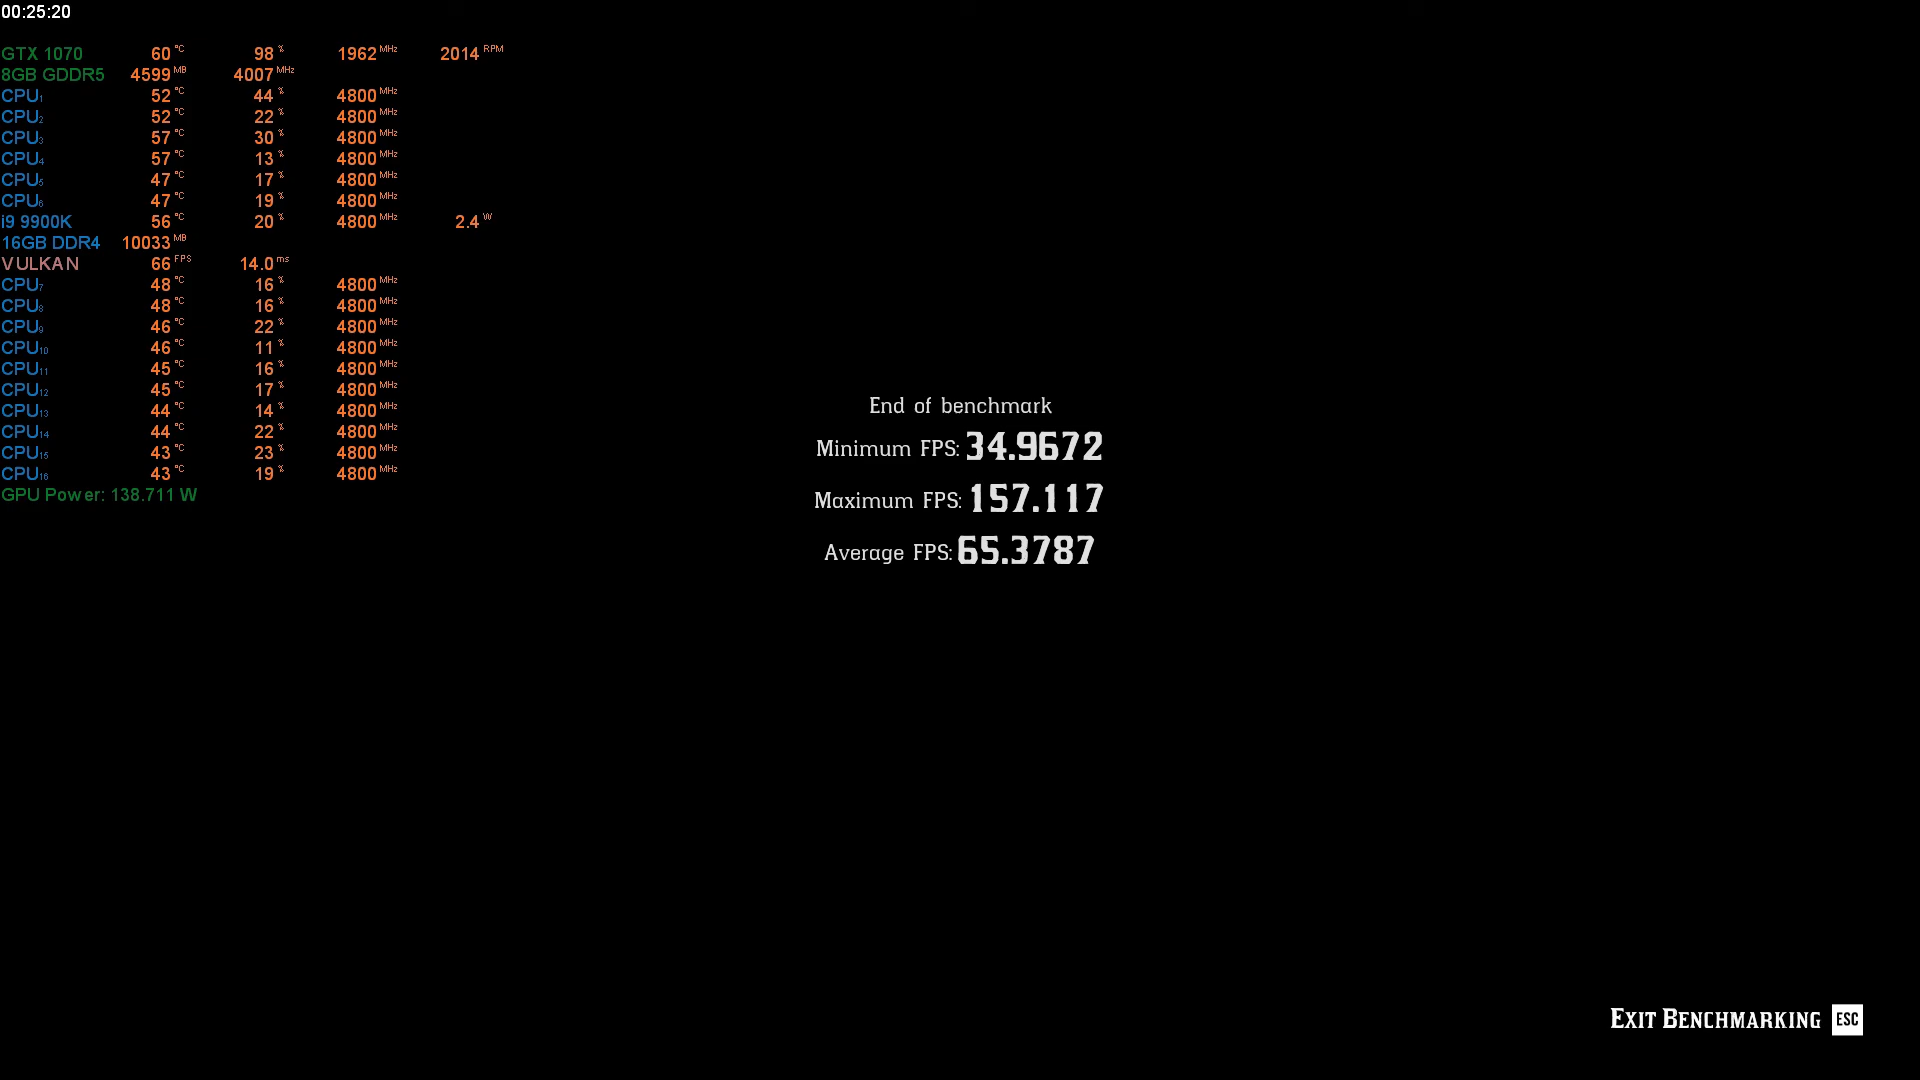 00:25:20
GTX 1070 60 °C 98 % 1962 MHz 2014 RPM
8GB GDDR5 4599 MB 4007 MHz
CPU1 52 °C 44 % 4800 MHz
CPU2 52 °C 22 % 4800 MHz
CPU3 57 °C 30 % 4800 MHz
CPU4 57 °C 13 % 4800 MHz
CPU5 47 °C 17 % 4800 MHz
CPU6 47 °C 19 % 4800 MHz
i9 9900K 56 °C 20 % 4800 MHz 2.4 W
16GB DDR4 10033 MB
VULKAN 66 FPS 14.0 ms
CPU7 48 °C 16 % 4800 MHz
CPU8 48 °C 16 % 4800 MHz
CPU9 46 °C 22 % 4800 MHz
CPU10 46 °C 11 % 4800 MHz
CPU11 45 °C 16 % 4800 MHz
CPU12 45 °C 17 % 4800 MHz
CPU13 44 °C 14 % 4800 MHz
CPU14 44 °C 22 % 4800 MHz
CPU15 43 °C 23 % 4800 MHz
CPU16 43 °C 19 % 4800 MHz
GPU Power: 138.711 W
End of benchmark
Minimum FPS: 34.9672
Maximum FPS: 157.117
Average FPS: 65.3787
EXIT BENCHMARKING ESC